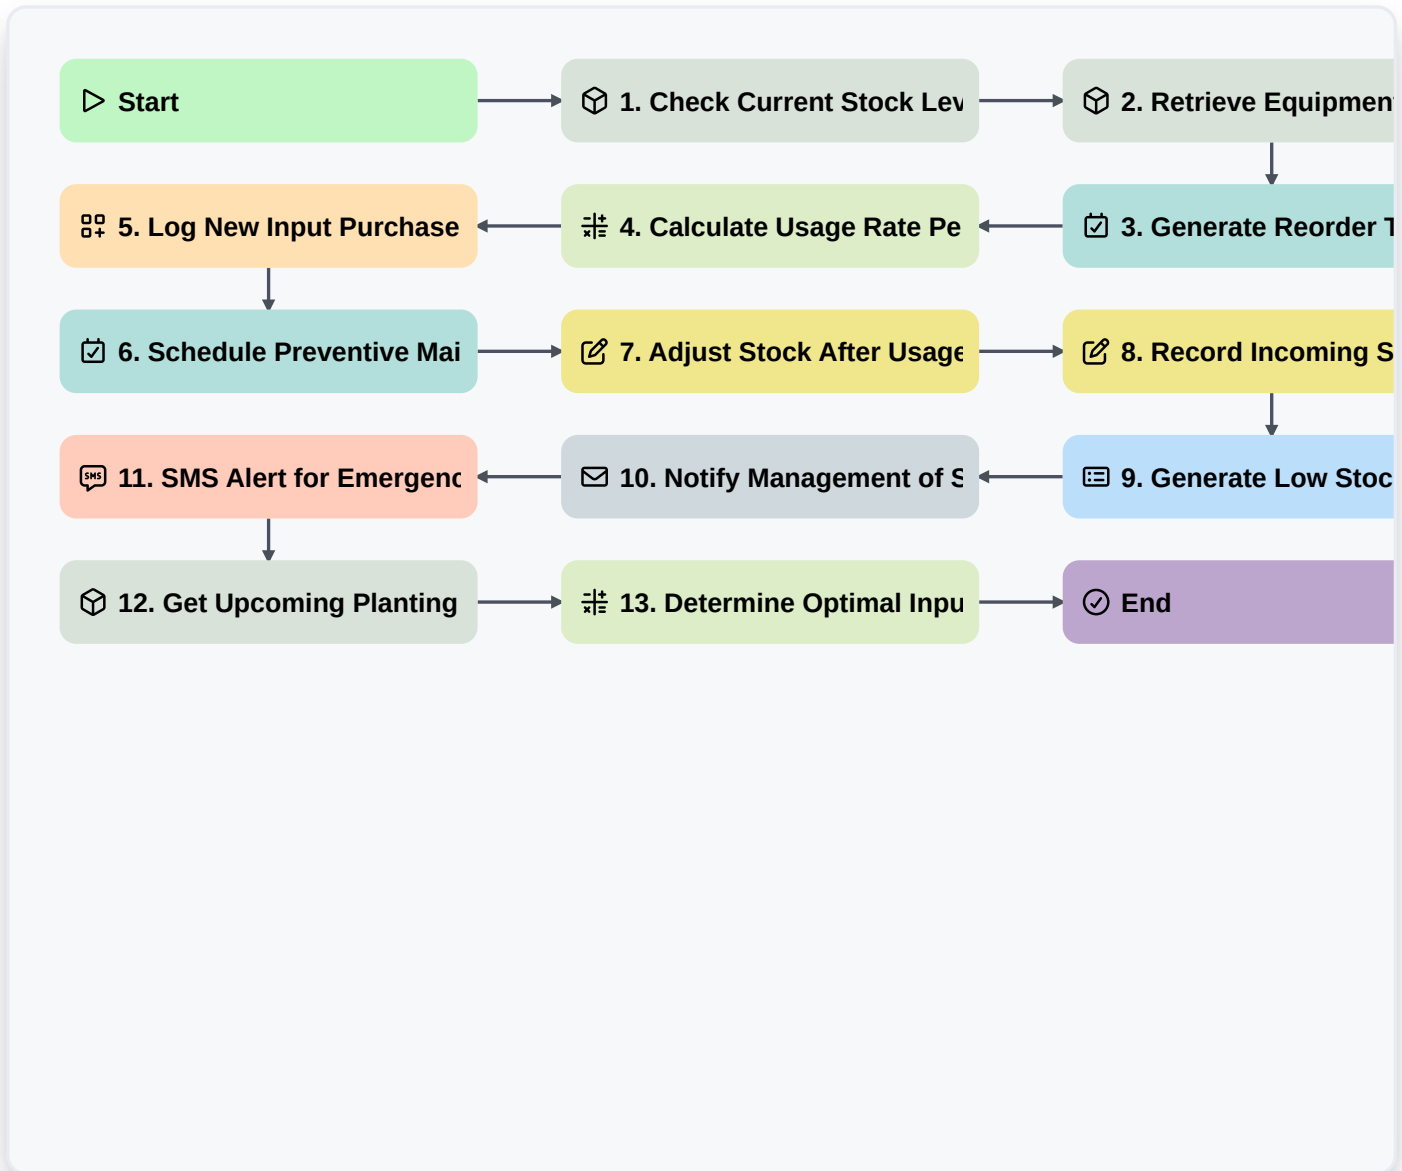 Start
1. Check Current Stock Lev
2. Retrieve Equipment
5. Log New Input Purchase
4. Calculate Usage Rate Pe
3. Generate Reorder T
6. Schedule Preventive Mai
7. Adjust Stock After Usage
8. Record Incoming S
SMS
11. SMS Alert for Emergenc
10. Notify Management of S
9. Generate Low Stoc
12. Get Upcoming Planting
13. Determine Optimal Inpu
End